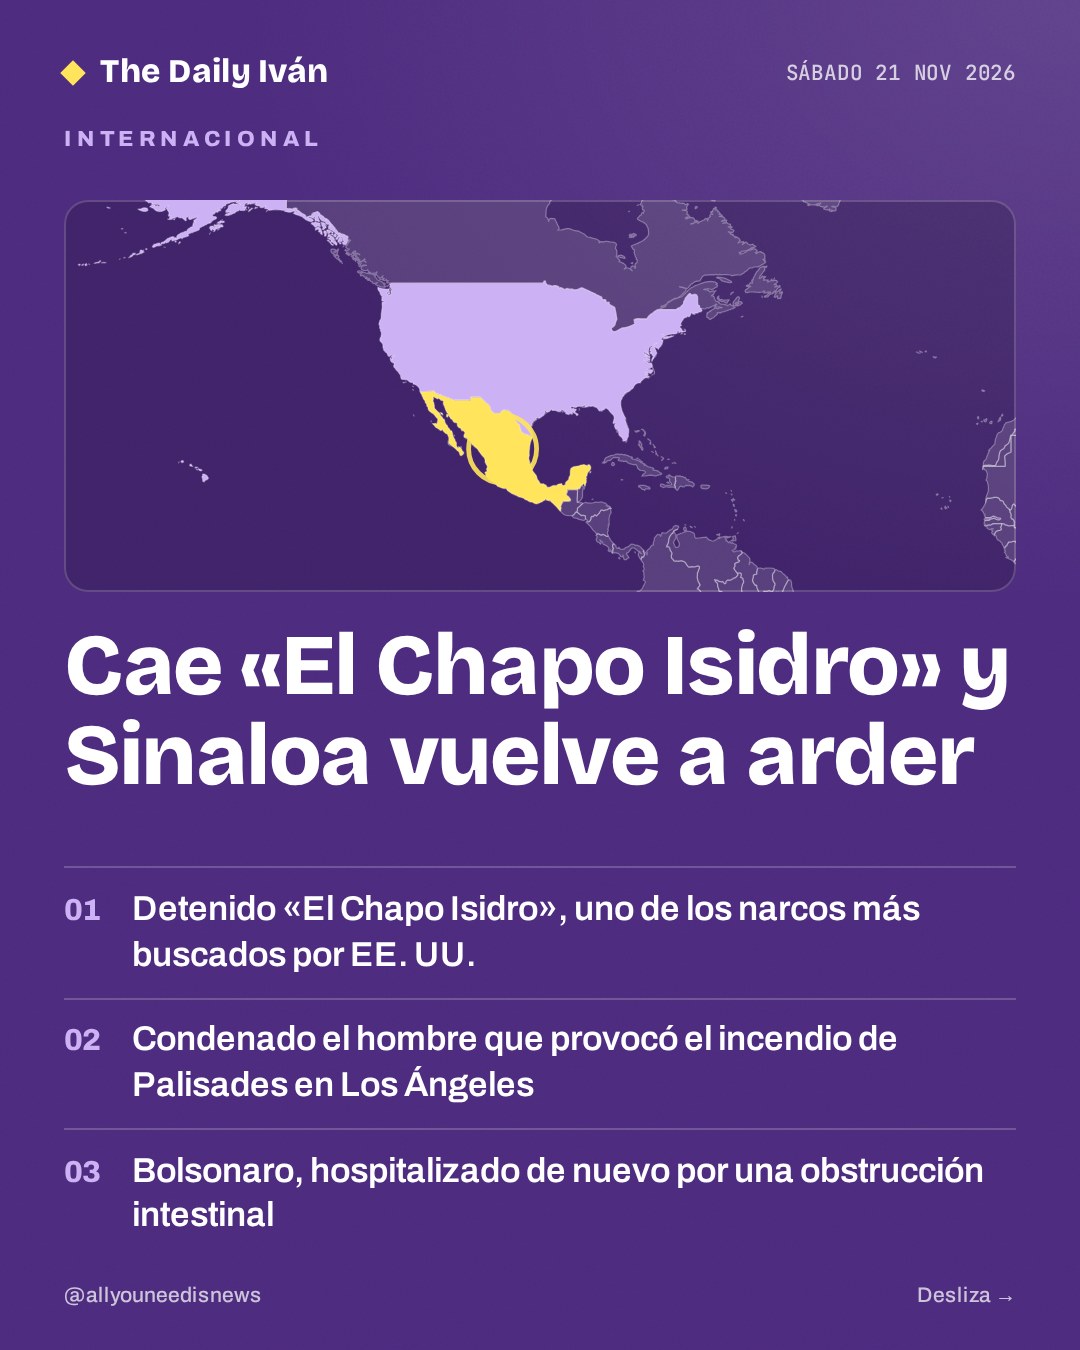 The Daily Iván
SÁBADO 21 NOV 2026
INTERNACIONAL
Cae «El Chapo Isidro» y
Sinaloa vuelve a arder
01 Detenido «El Chapo Isidro», uno de los narcos más
buscados por EE. UU.
02 Condenado el hombre que provocó el incendio de
Palisades en Los Ángeles
03 Bolsonaro, hospitalizado de nuevo por una obstrucción
intestinal
@allyouneedisnews
Desliza →